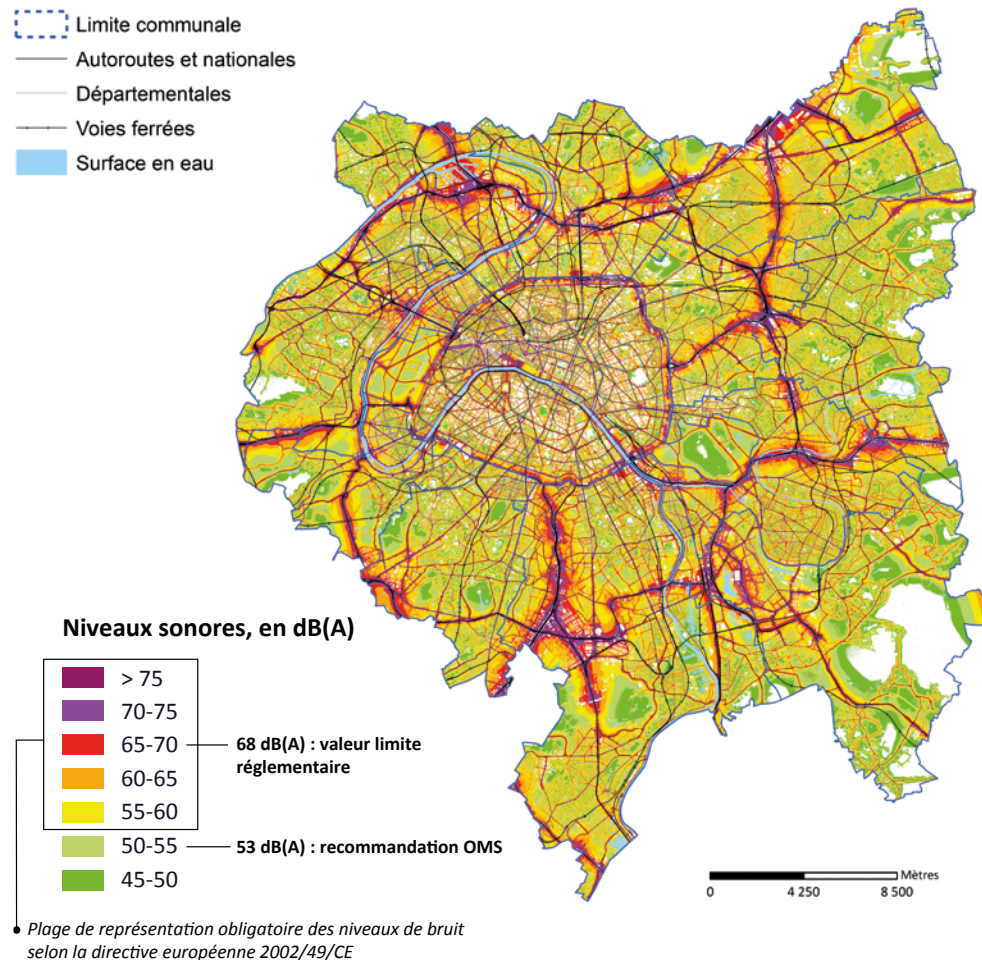 Limite communale
Autoroutes et nationales
Départementales
Voies ferrées
Surface en eau
Niveaux sonores, en dB(A)
> 75
70-75
65-70
68 dB(A) : valeur limite
réglementaire
60-65
55-60
50-55
53 dB(A) : recommandation OMS
45-50
Mètres
0 4 250 8 500
Plage de représentation obligatoire des niveaux de bruit
selon la directive européenne 2002/49/CE